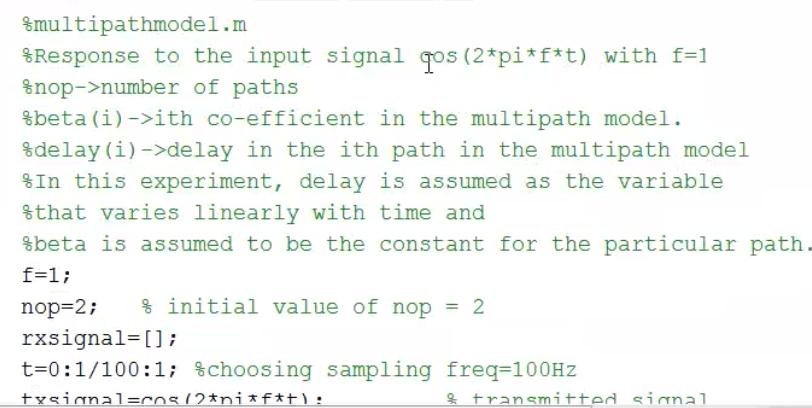 %multipathmodel.m
%Response to the input signal cos(2*pi*f*t) with f=1
%nop->number of paths
%beta(i)->ith co-efficient in the multipath model.
%delay(i)->delay in the ith path in the multipath model
%In this experiment, delay is assumed as the variable
%that varies linearly with time and
%beta is assumed to be the constant for the particular path.
f=1;
nop=2;   % initial value of nop = 2
rxsignal=[];
t=0:1/100:1; %choosing sampling freq=100Hz
txsignal=cos(2*pi*f*t);          % transmitted signal